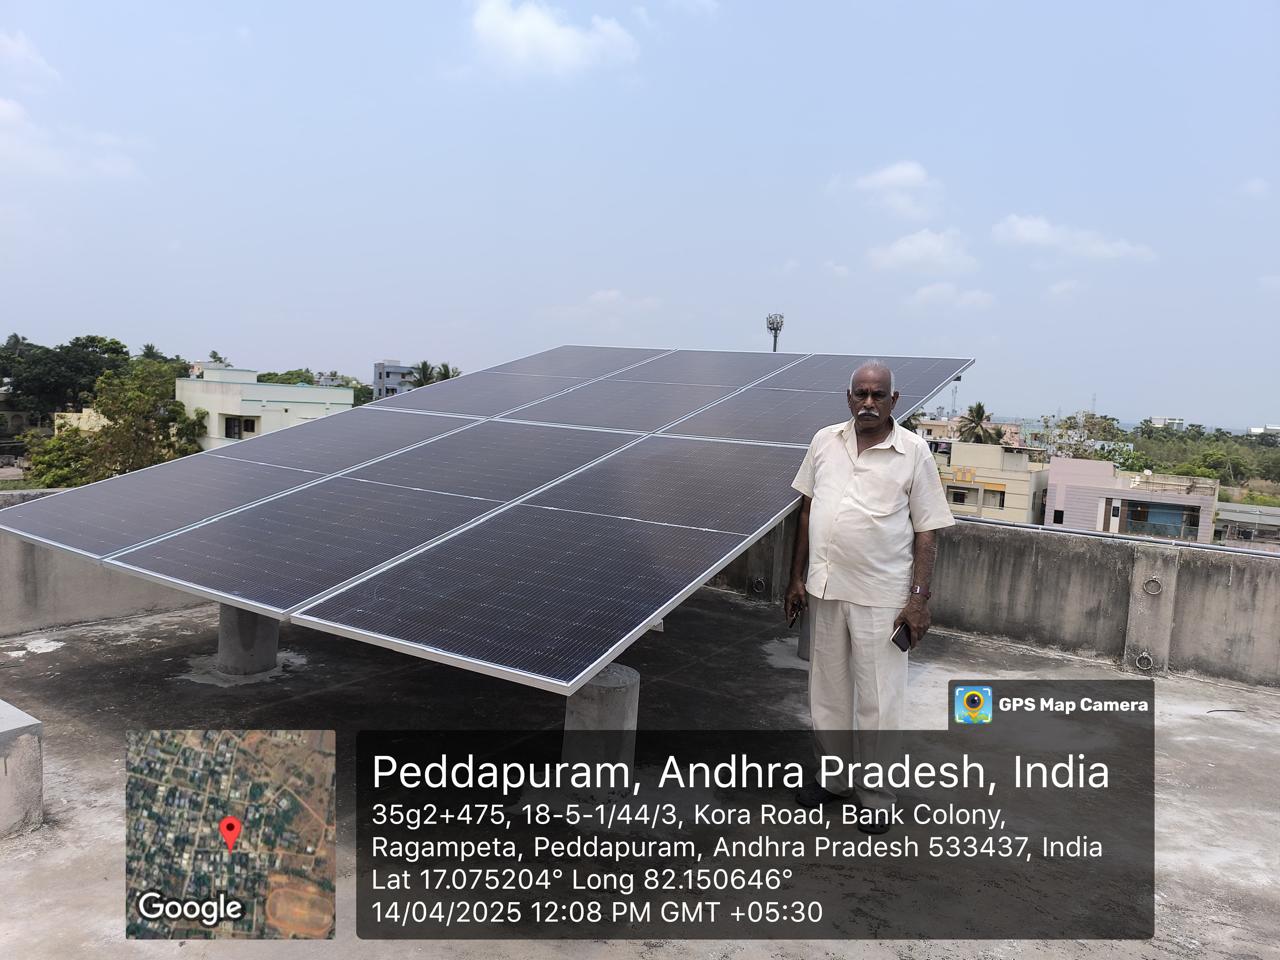 GPS Map Camera
Peddapuram, Andhra Pradesh, India
35g2+475, 18-5-1/44/3, Kora Road, Bank Colony,
Ragampeta, Peddapuram, Andhra Pradesh 533437, India
Lat 17.075204° Long 82.150646°
14/04/2025 12:08 PM GMT +05:30
Google